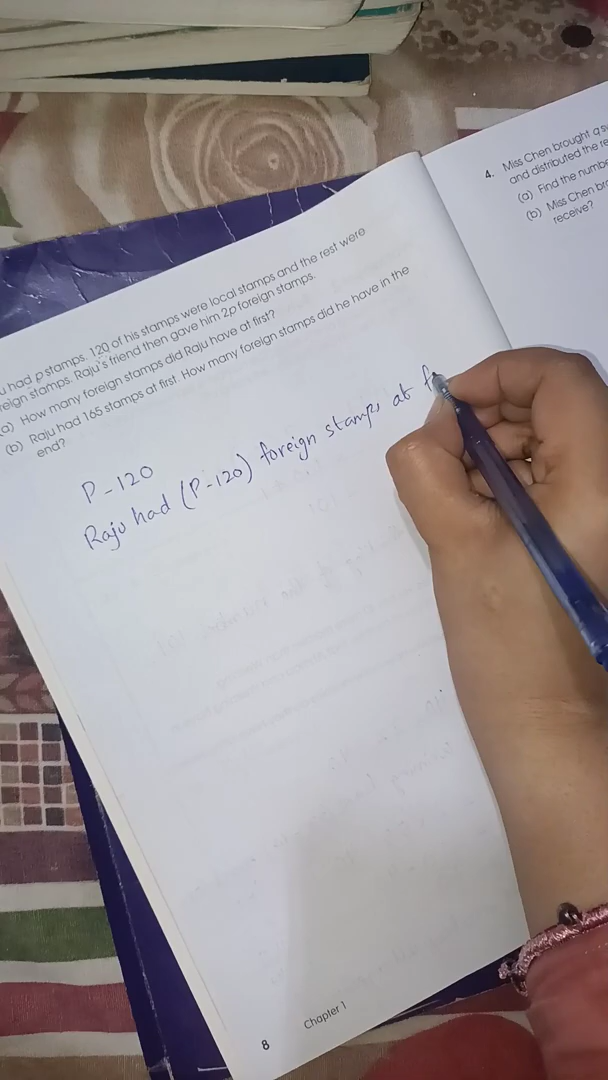 had p stamps. 120 of his stamps were local stamps and the rest were
stamps. Raju's friend then gave him 2p foreign stamps.
(a) How many foreign stamps did Raju have at first?
(b) Raju had 165 stamps at first. How many foreign stamps did he have in the
end?
P-120
Raju had (P-120) foreign stamps at f
8
Chapter 1
4. Miss Chen brought q
and distributed the
(a) Find the
(b) Miss Chen
receive?